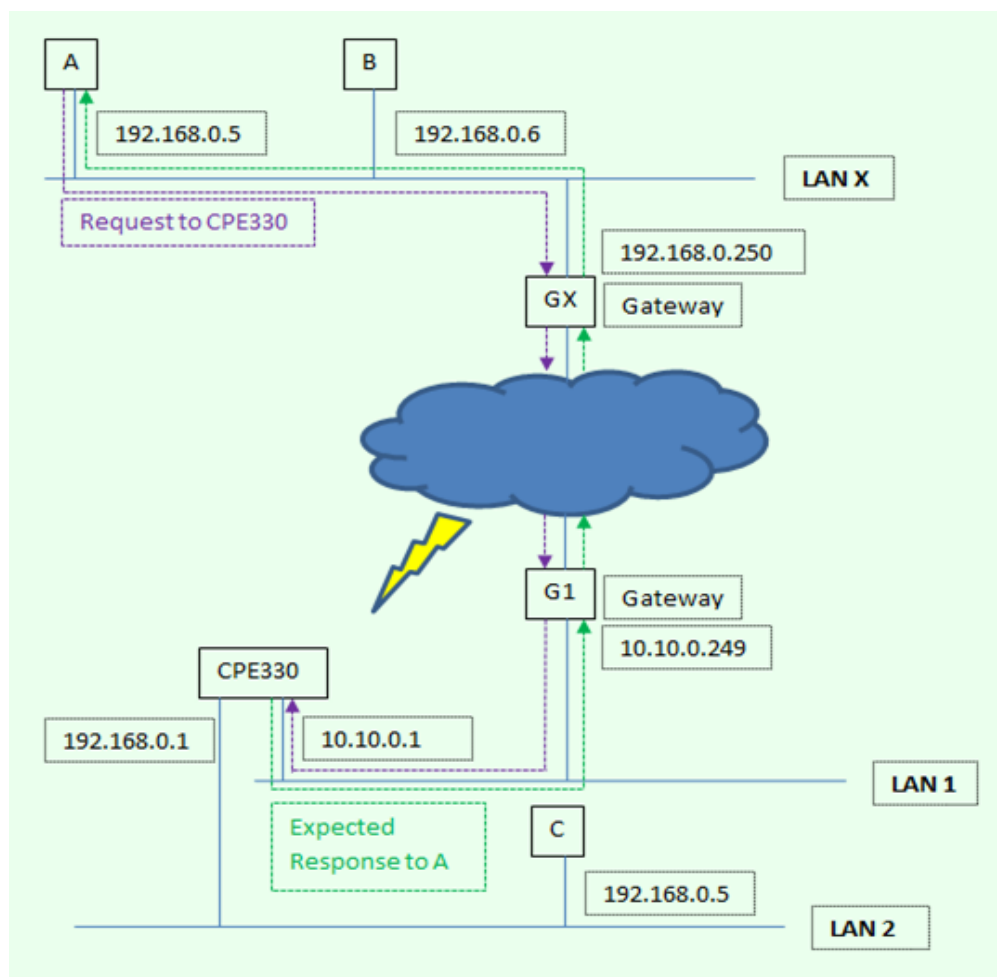 A
B
192.168.0.5
192.168.0.6
LAN X
Request to CPE330
192.168.0.250
GX
Gateway
G1
Gateway
10.10.0.249
CPE330
192.168.0.1
10.10.0.1
LAN 1
Expected
Response to A
C
192.168.0.5
LAN 2